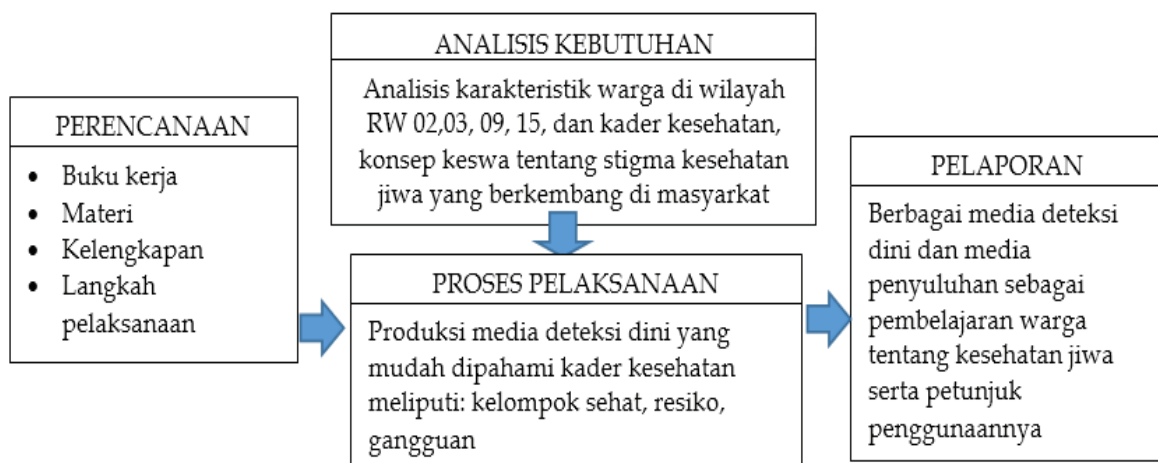 PERENCANAAN
• Buku kerja
• Materi
• Kelengkapan
• Langkah
pelaksanaan
ANALISIS KEBUTUHAN
Analisis karakteristik warga di wilayah
RW 02,03, 09, 15, dan kader kesehatan,
konsep keswa tentang stigma kesehatan
jiwa yang berkembang di masyarkat
PROSES PELAKSANAAN
Produksi media deteksi dini yang
mudah dipahami kader kesehatan
meliputi: kelompok sehat, resiko,
gangguan
PELAPORAN
Berbagai media deteksi
dini dan media
penyuluhan sebagai
pembelajaran warga
tentang kesehatan jiwa
serta petunjuk
penggunaannya